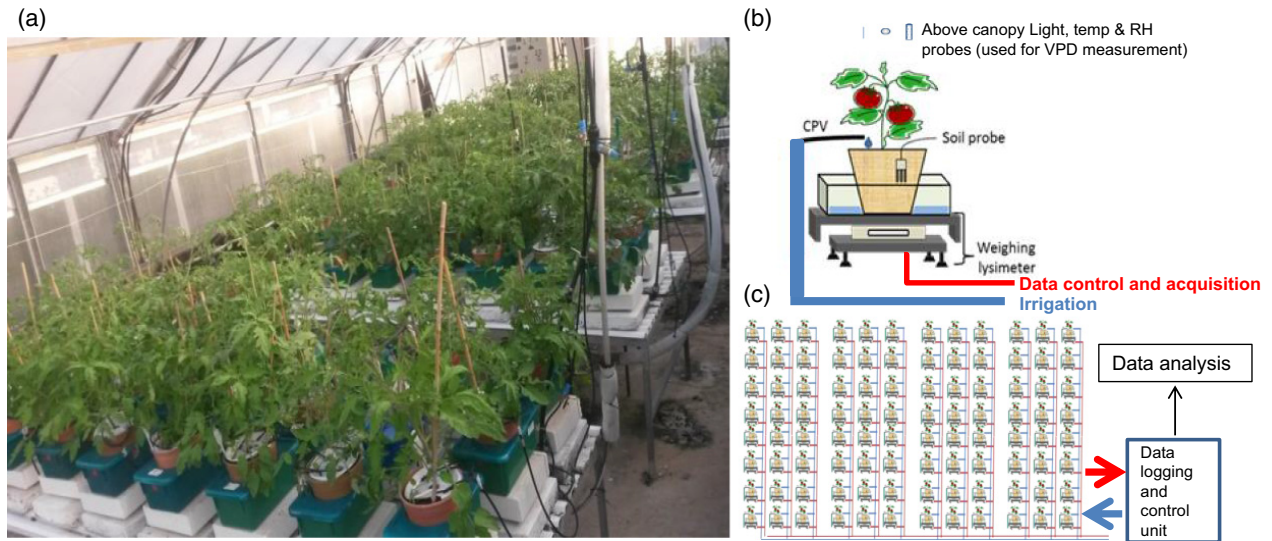 (a)
(b)
Above canopy Light, temp & RH
probes (used for VPD measurement)
CPV
Soil probe
Weighing
lysimeter
Data control and acquisition
Irrigation
(c)
Data analysis
Data
logging
and
control
unit